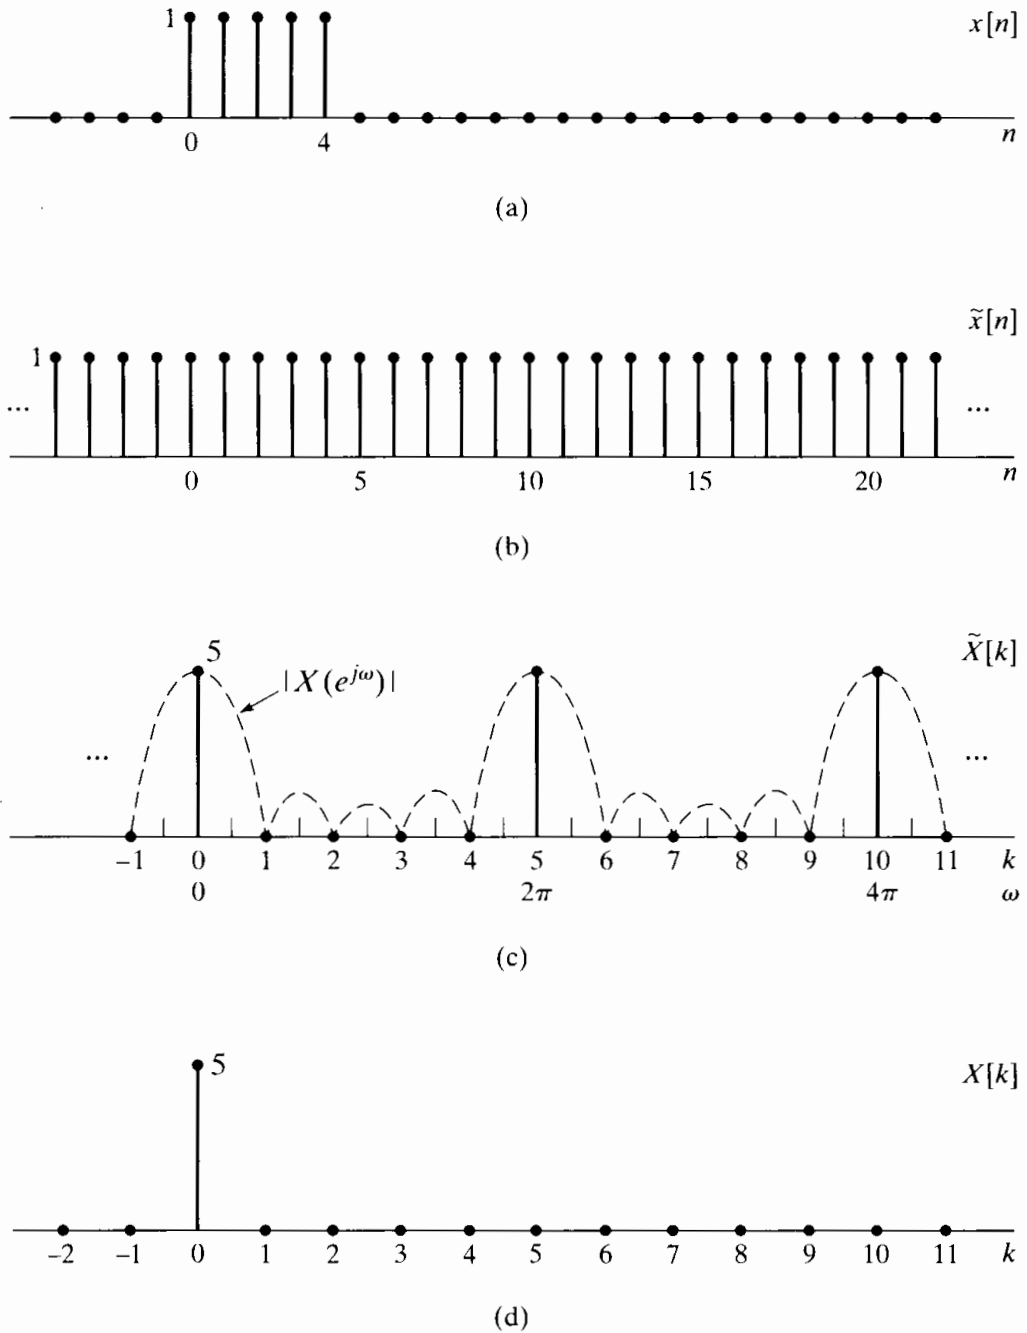 1
x[n]
0 4 n
(a)
x̃[n]
1
... ...
0 5 10 15 20 n
(b)
5
X̃[k]
|X(e^{jω})|
... ...
–1 0 1 2 3 4 5 6 7 8 9 10 11 k
0 2π 4π ω
(c)
5
X[k]
–2 –1 0 1 2 3 4 5 6 7 8 9 10 11 k
(d)